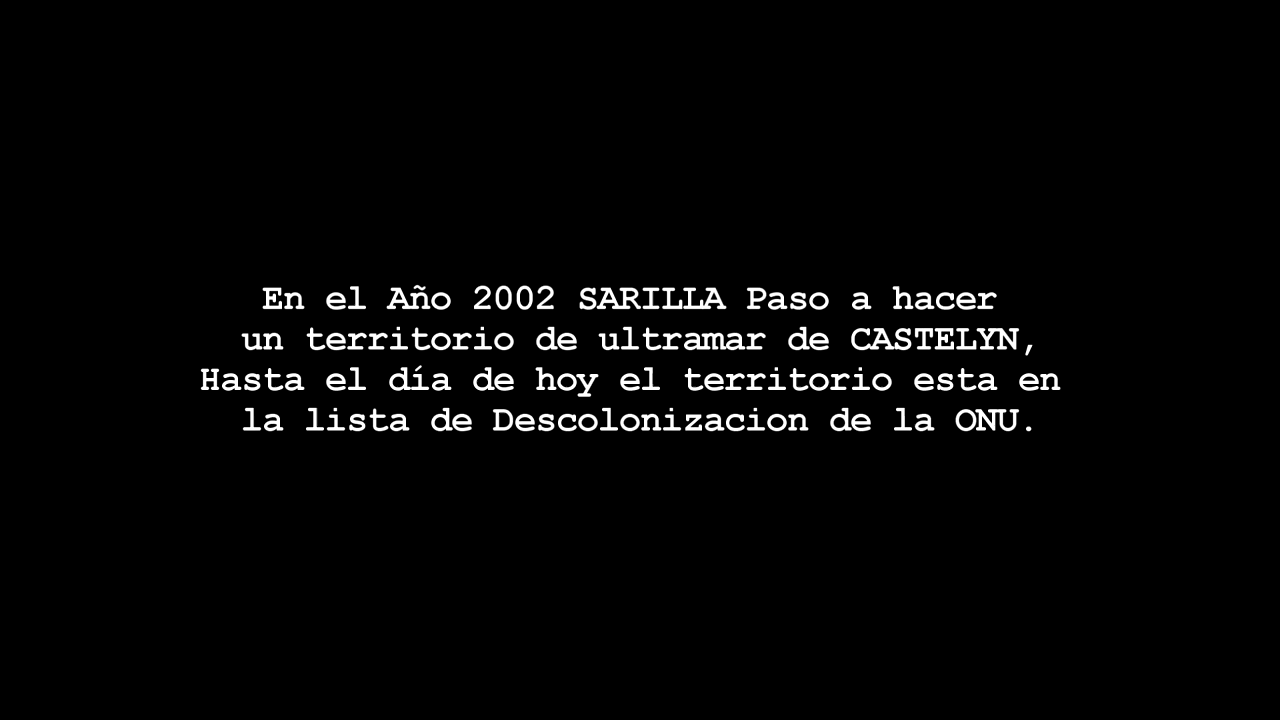 En el Año 2002 SARILLA Paso a hacer
un territorio de ultramar de CASTELYN,
Hasta el día de hoy el territorio esta en
la lista de Descolonizacion de la ONU.